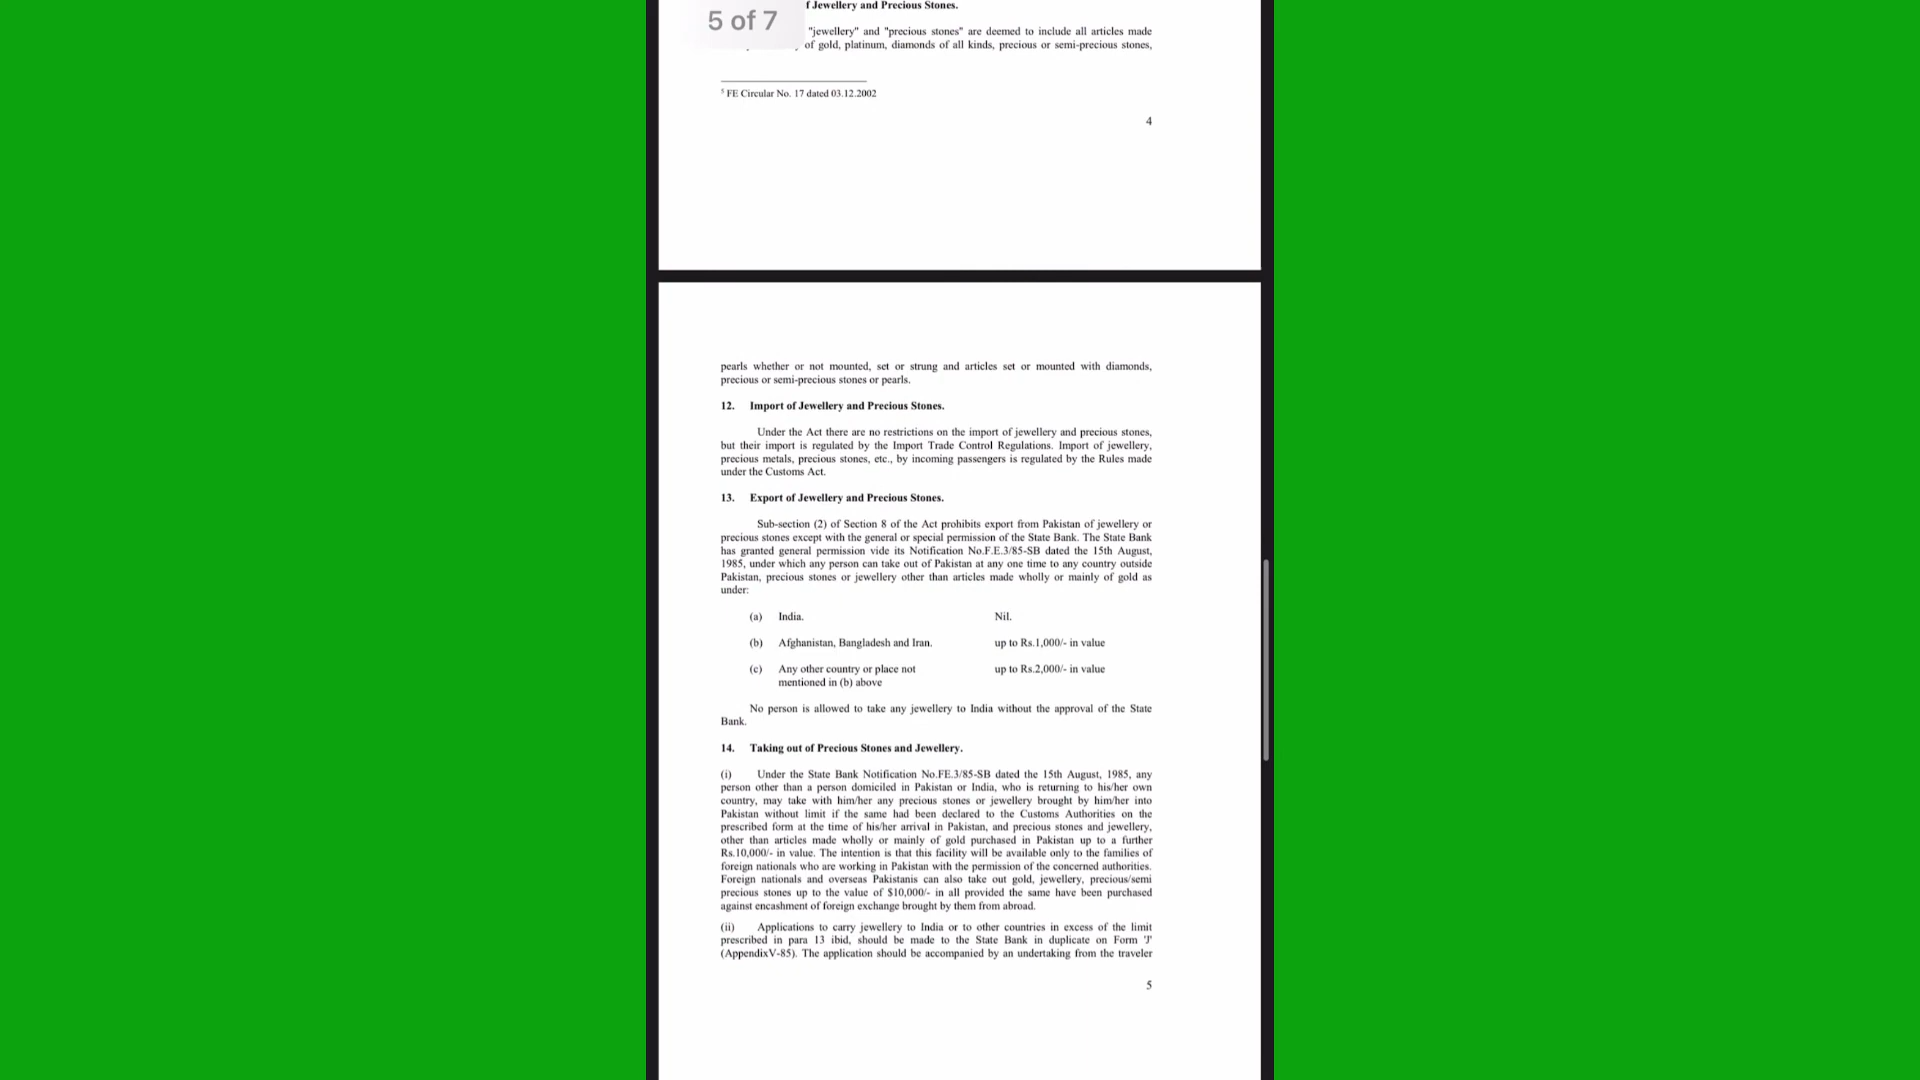 5 of 7
f Jewellery and Precious Stones.
"jewellery" and "precious stones" are deemed to include all articles made
of gold, platinum, diamonds of all kinds, precious or semi-precious stones,
5 FE Circular No. 17 dated 03.12.2002
4
pearls whether or not mounted, set or strung and articles set or mounted with diamonds,
precious or semi-precious stones or pearls.
12. Import of Jewellery and Precious Stones.
Under the Act there are no restrictions on the import of jewellery and precious stones,
but their import is regulated by the Import Trade Control Regulations. Import of jewellery,
precious metals, precious stones, etc., by incoming passengers is regulated by the Rules made
under the Customs Act.
13. Export of Jewellery and Precious Stones.
Sub-section (2) of Section 8 of the Act prohibits export from Pakistan of jewellery or
precious stones except with the general or special permission of the State Bank. The State Bank
has granted general permission vide its Notification No.F.E.3/85-SB dated the 15th August,
1985, under which any person can take out of Pakistan at any one time to any country outside
Pakistan, precious stones or jewellery other than articles made wholly or mainly of gold as
under:
(a) India. Nil.
(b) Afghanistan, Bangladesh and Iran. up to Rs.1,000/- in value
(c) Any other country or place not up to Rs.2,000/- in value
mentioned in (b) above
No person is allowed to take any jewellery to India without the approval of the State
Bank.
14. Taking out of Precious Stones and Jewellery.
(i) Under the State Bank Notification No.FE.3/85-SB dated the 15th August, 1985, any
person other than a person domiciled in Pakistan or India, who is returning to his/her own
country, may take with him/her any precious stones or jewellery brought by him/her into
Pakistan without limit if the same had been declared to the Customs Authorities on the
prescribed form at the time of his/her arrival in Pakistan, and precious stones and jewellery,
other than articles made wholly or mainly of gold purchased in Pakistan up to a further
Rs.10,000/- in value. The intention is that this facility will be available only to the families of
foreign nationals who are working in Pakistan with the permission of the concerned authorities.
Foreign nationals and overseas Pakistanis can also take out gold, jewellery, precious/semi
precious stones up to the value of $10,000/- in all provided the same have been purchased
against encashment of foreign exchange brought by them from abroad.
(ii) Applications to carry jewellery to India or to other countries in excess of the limit
prescribed in para 13 ibid, should be made to the State Bank in duplicate on Form 'J'
(AppendixV-85). The application should be accompanied by an undertaking from the traveler
5